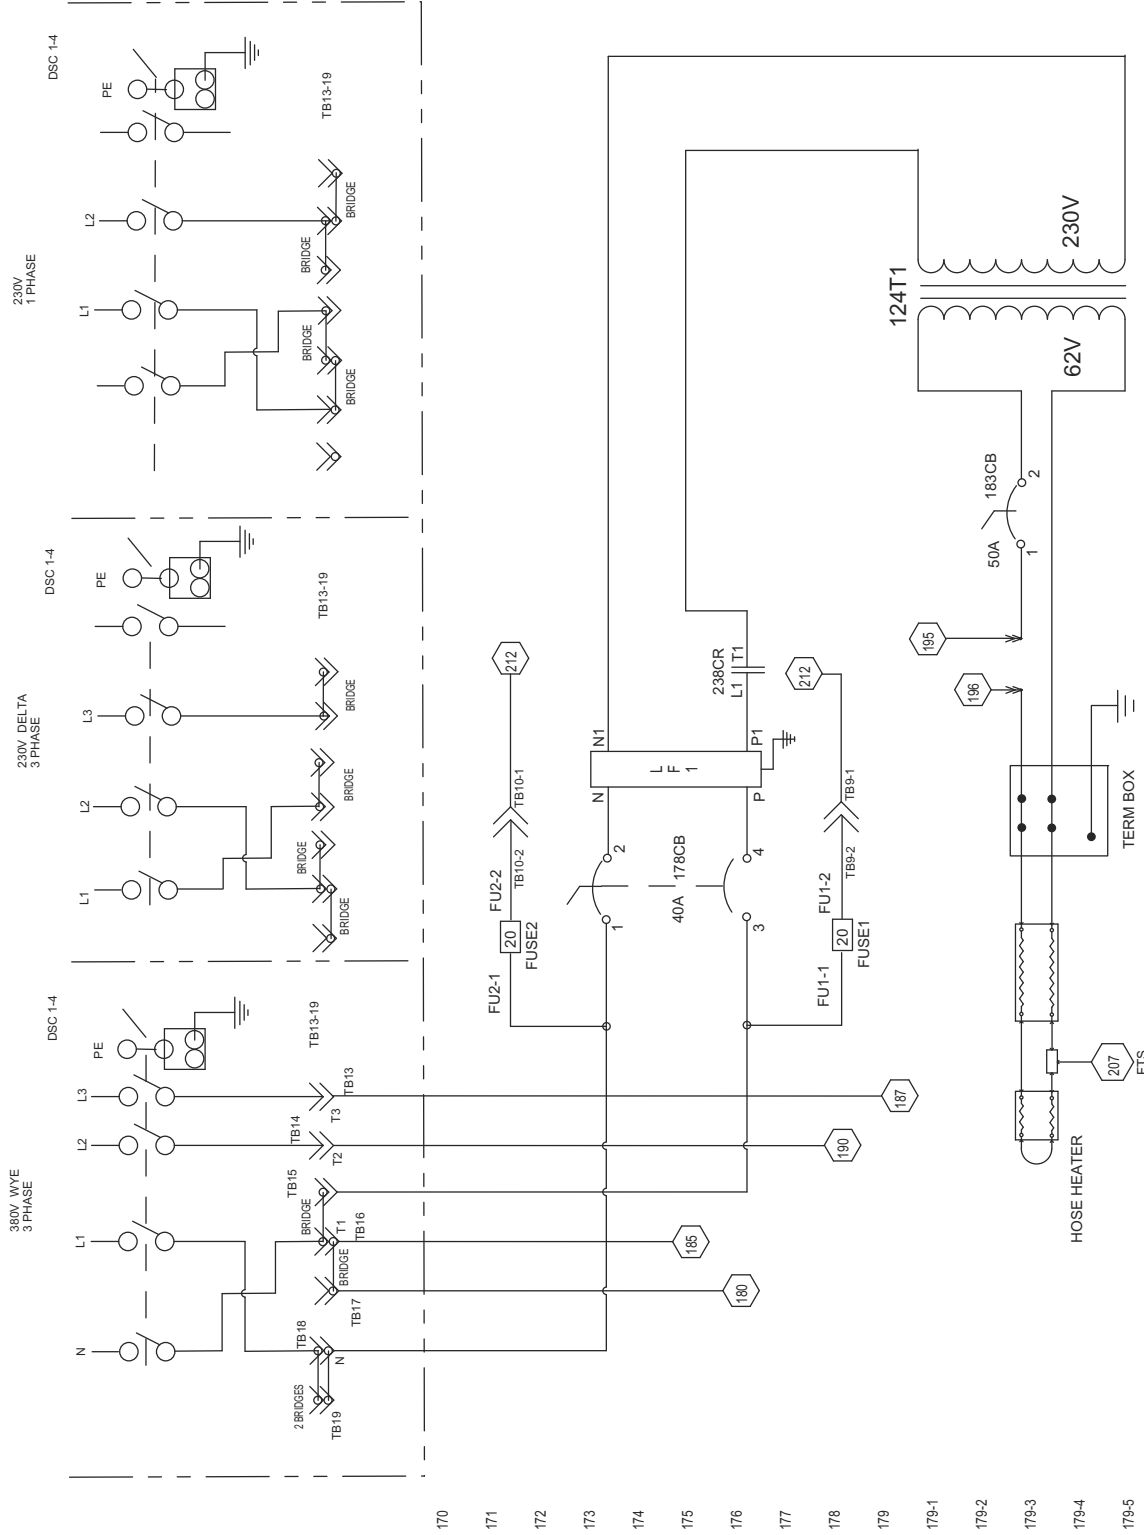 380V WYE
3 PHASE
N
L1
L2
L3
PE
DSC 1-4
TB13-19
2 BRIDGES
TB19
TB18
N
TB17
BRIDGE
TB16
T1
BRIDGE
TB15
T2
TB14
T3
TB13
180
185
190
187
230V DELTA
3 PHASE
L1
L2
L3
PE
DSC 1-4
TB13-19
BRIDGE
BRIDGE
BRIDGE
BRIDGE
230V
1 PHASE
L1
L2
PE
DSC 1-4
TB13-19
BRIDGE
BRIDGE
BRIDGE
BRIDGE
170
171
172
173
174
175
176
177
178
179
179-1
179-2
179-3
179-4
179-5
FU2-1
20
FUSE2
FU2-2
TB10-2
TB10-1
212
1
2
40A
178CB
3
4
N
N1
L
F
1
P
P1
238CR
L1
T1
FU1-1
20
FUSE1
FU1-2
TB9-2
TB9-1
212
195
196
50A
183CB
1
2
124T1
62V
230V
TERM BOX
HOSE HEATER
207
FTS